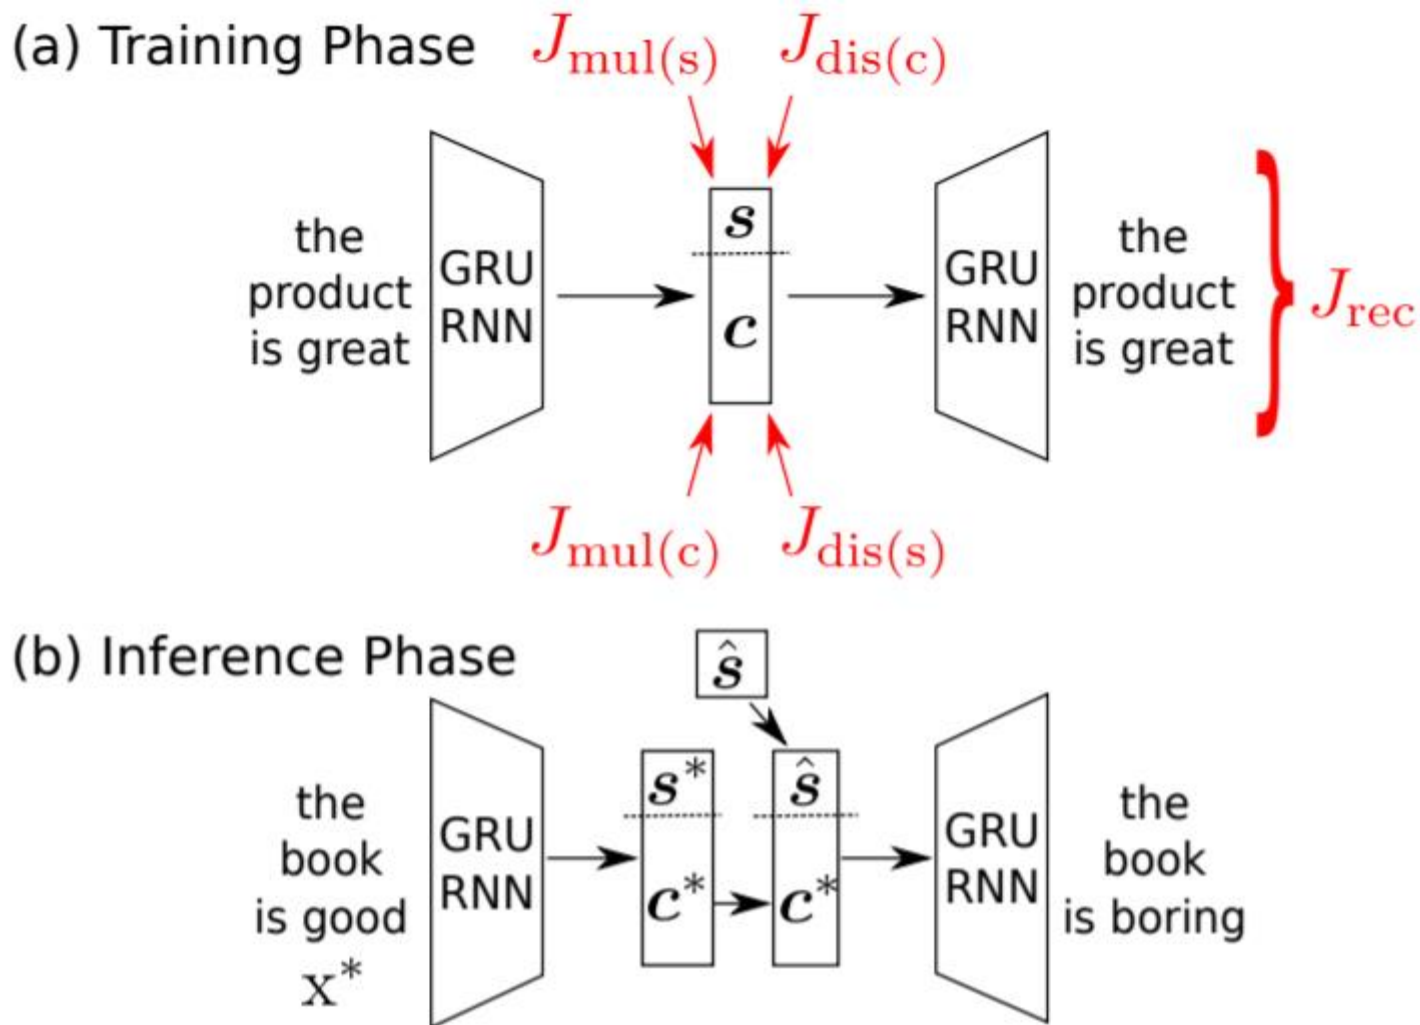 (a) Training Phase
J_mul(s) J_dis(c)
the
product
is great
GRU
RNN
s
c
GRU
RNN
the
product
is great
J_rec
J_mul(c) J_dis(s)
(b) Inference Phase
ŝ
the
book
is good
x*
GRU
RNN
s*
c*
ŝ
c*
GRU
RNN
the
book
is boring